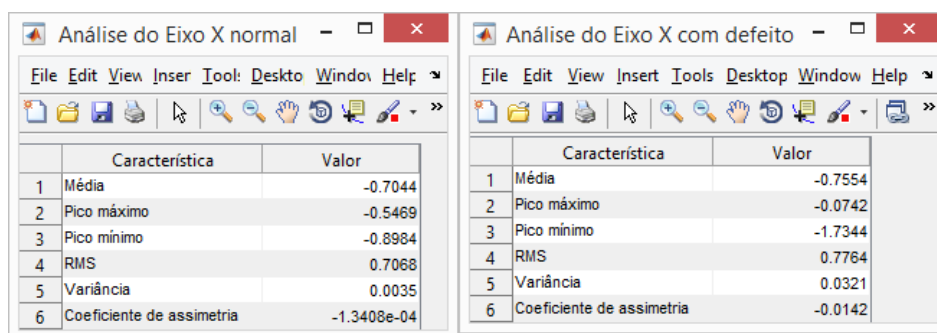 Análise do Eixo X normal
File Edit View Inser Tool: Deskto Windov Help
Característica Valor
1 Média -0.7044
2 Pico máximo -0.5469
3 Pico mínimo -0.8984
4 RMS 0.7068
5 Variância 0.0035
6 Coeficiente de assimetria -1.3408e-04
Análise do Eixo X com defeito
File Edit View Insert Tools Desktop Window Help
Característica Valor
1 Média -0.7554
2 Pico máximo -0.0742
3 Pico mínimo -1.7344
4 RMS 0.7764
5 Variância 0.0321
6 Coeficiente de assimetria -0.0142